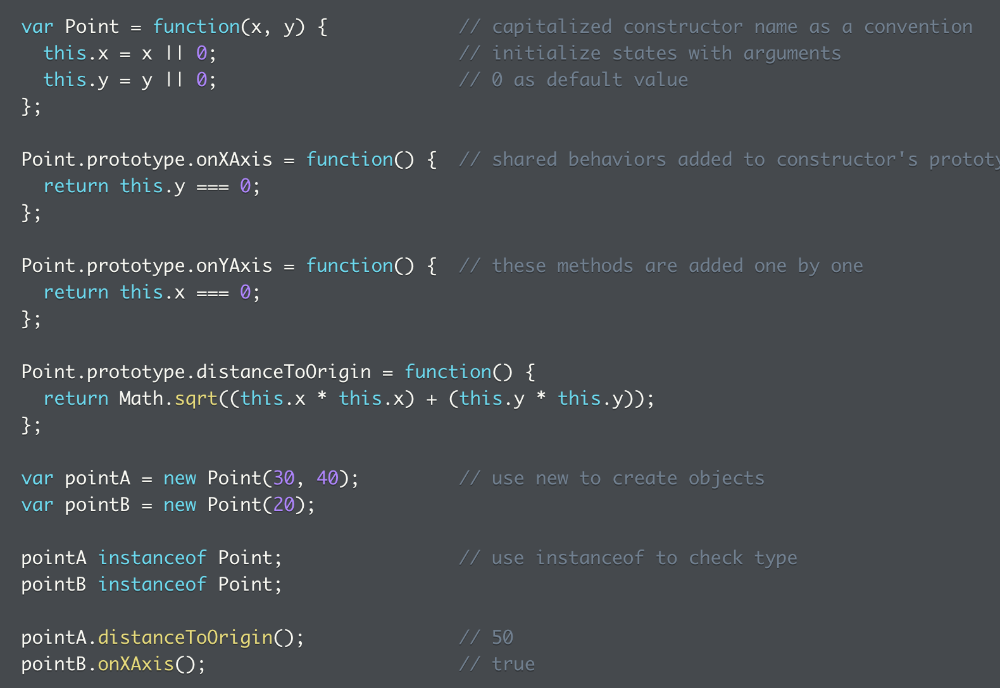 var Point = function(x, y) {            // capitalized constructor name as a convention
  this.x = x || 0;                      // initialize states with arguments
  this.y = y || 0;                      // 0 as default value
};

Point.prototype.onXAxis = function() {  // shared behaviors added to constructor's prototy
  return this.y === 0;
};

Point.prototype.onYAxis = function() {  // these methods are added one by one
  return this.x === 0;
};

Point.prototype.distanceToOrigin = function() {
  return Math.sqrt((this.x * this.x) + (this.y * this.y));
};

var pointA = new Point(30, 40);         // use new to create objects
var pointB = new Point(20);

pointA instanceof Point;                // use instanceof to check type
pointB instanceof Point;

pointA.distanceToOrigin();              // 50
pointB.onXAxis();                       // true